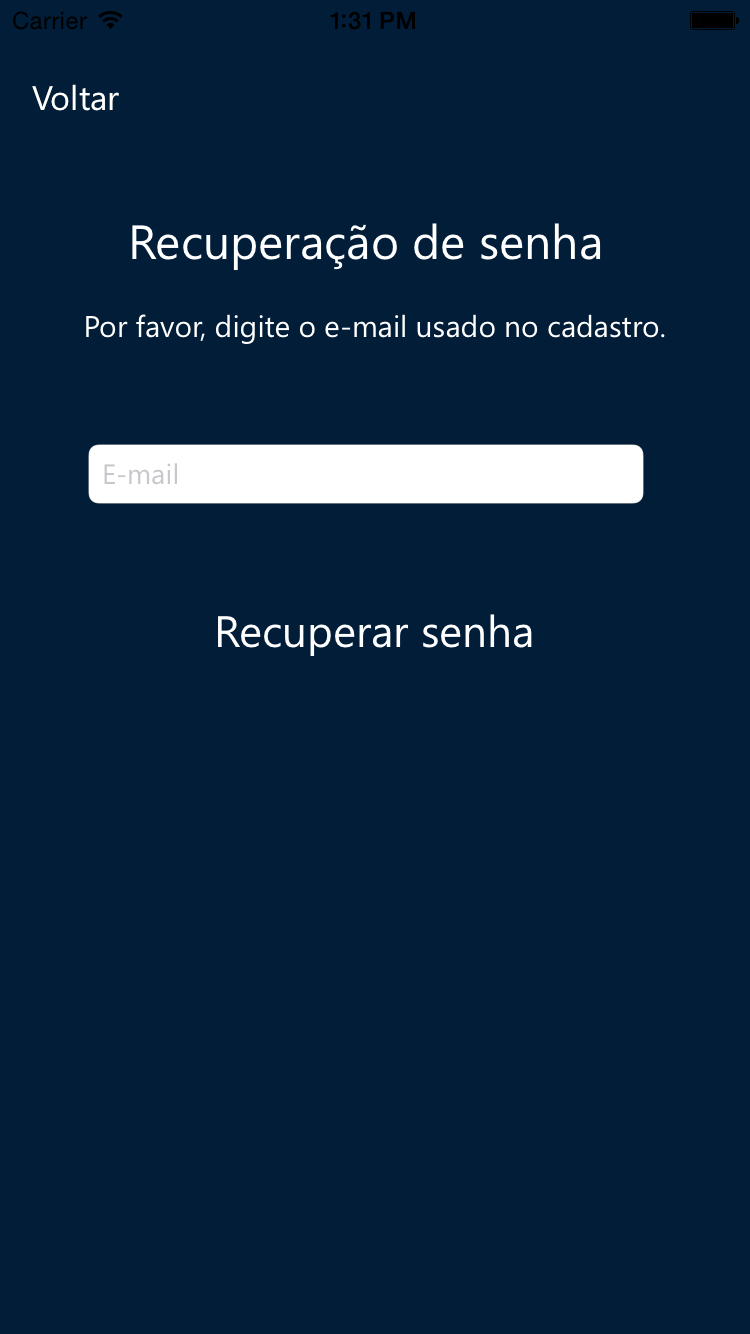 Carrier 1:31 PM
Voltar
Recuperação de senha
Por favor, digite o e-mail usado no cadastro.
E-mail
Recuperar senha